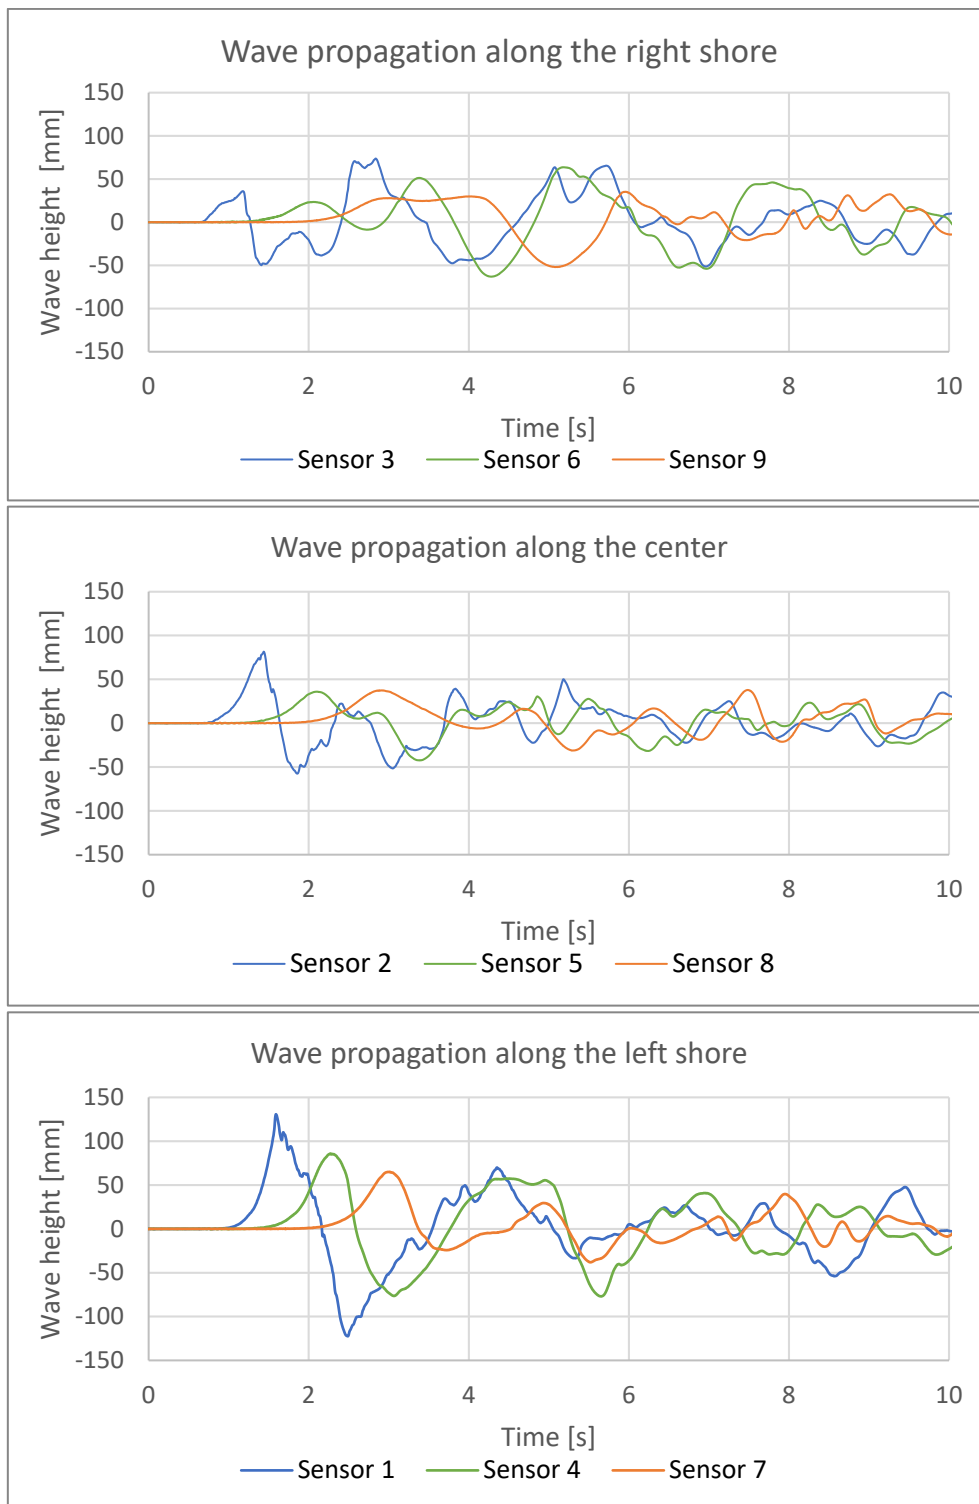 Wave propagation along the right shore
Wave height [mm]
150
100
50
0
-50
-100
-150
0 2 4 6 8 10
Time [s]
Sensor 3 Sensor 6 Sensor 9
Wave propagation along the center
Wave height [mm]
150
100
50
0
-50
-100
-150
0 2 4 6 8 10
Time [s]
Sensor 2 Sensor 5 Sensor 8
Wave propagation along the left shore
Wave height [mm]
150
100
50
0
-50
-100
-150
0 2 4 6 8 10
Time [s]
Sensor 1 Sensor 4 Sensor 7